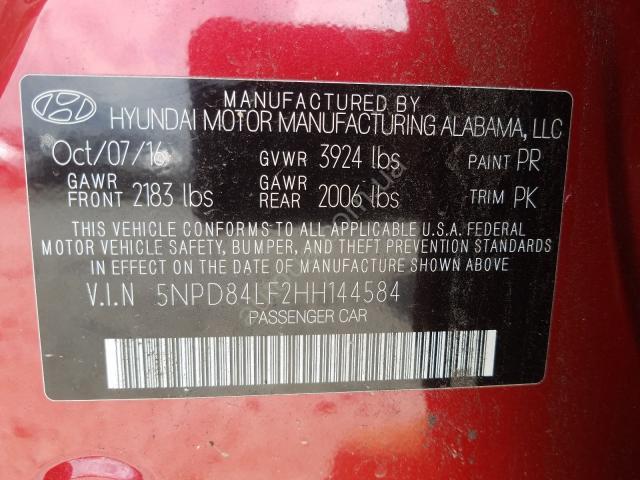 MANUFACTURED BY
HYUNDAI MOTOR MANUFACTURING ALABAMA, LLC
Oct/07/16 GVWR 3924 lbs PAINT PR
GAWR FRONT 2183 lbs GAWR REAR 2006 lbs TRIM PK
THIS VEHICLE CONFORMS TO ALL APPLICABLE U.S.A. FEDERAL
MOTOR VEHICLE SAFETY, BUMPER, AND THEFT PREVENTION STANDARDS
IN EFFECT ON THE DATE OF MANUFACTURE SHOWN ABOVE.
V.I.N 5NPD84LF2HH144584
PASSENGER CAR